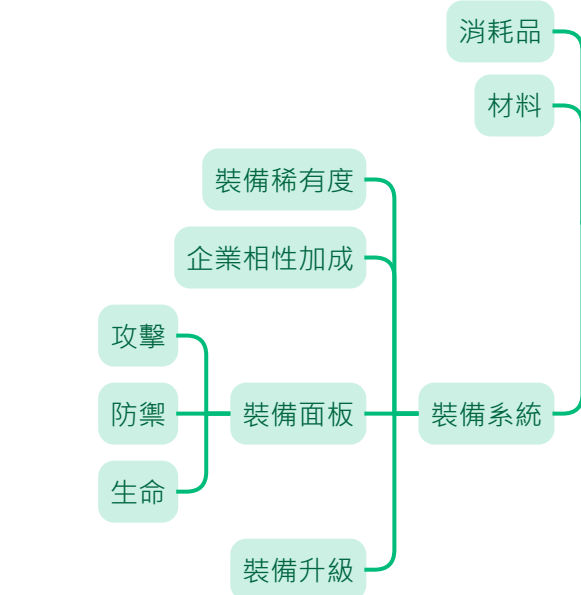 消耗品
材料
裝備稀有度
企業相性加成
攻擊
防禦
裝備面板
裝備系統
生命
裝備升級